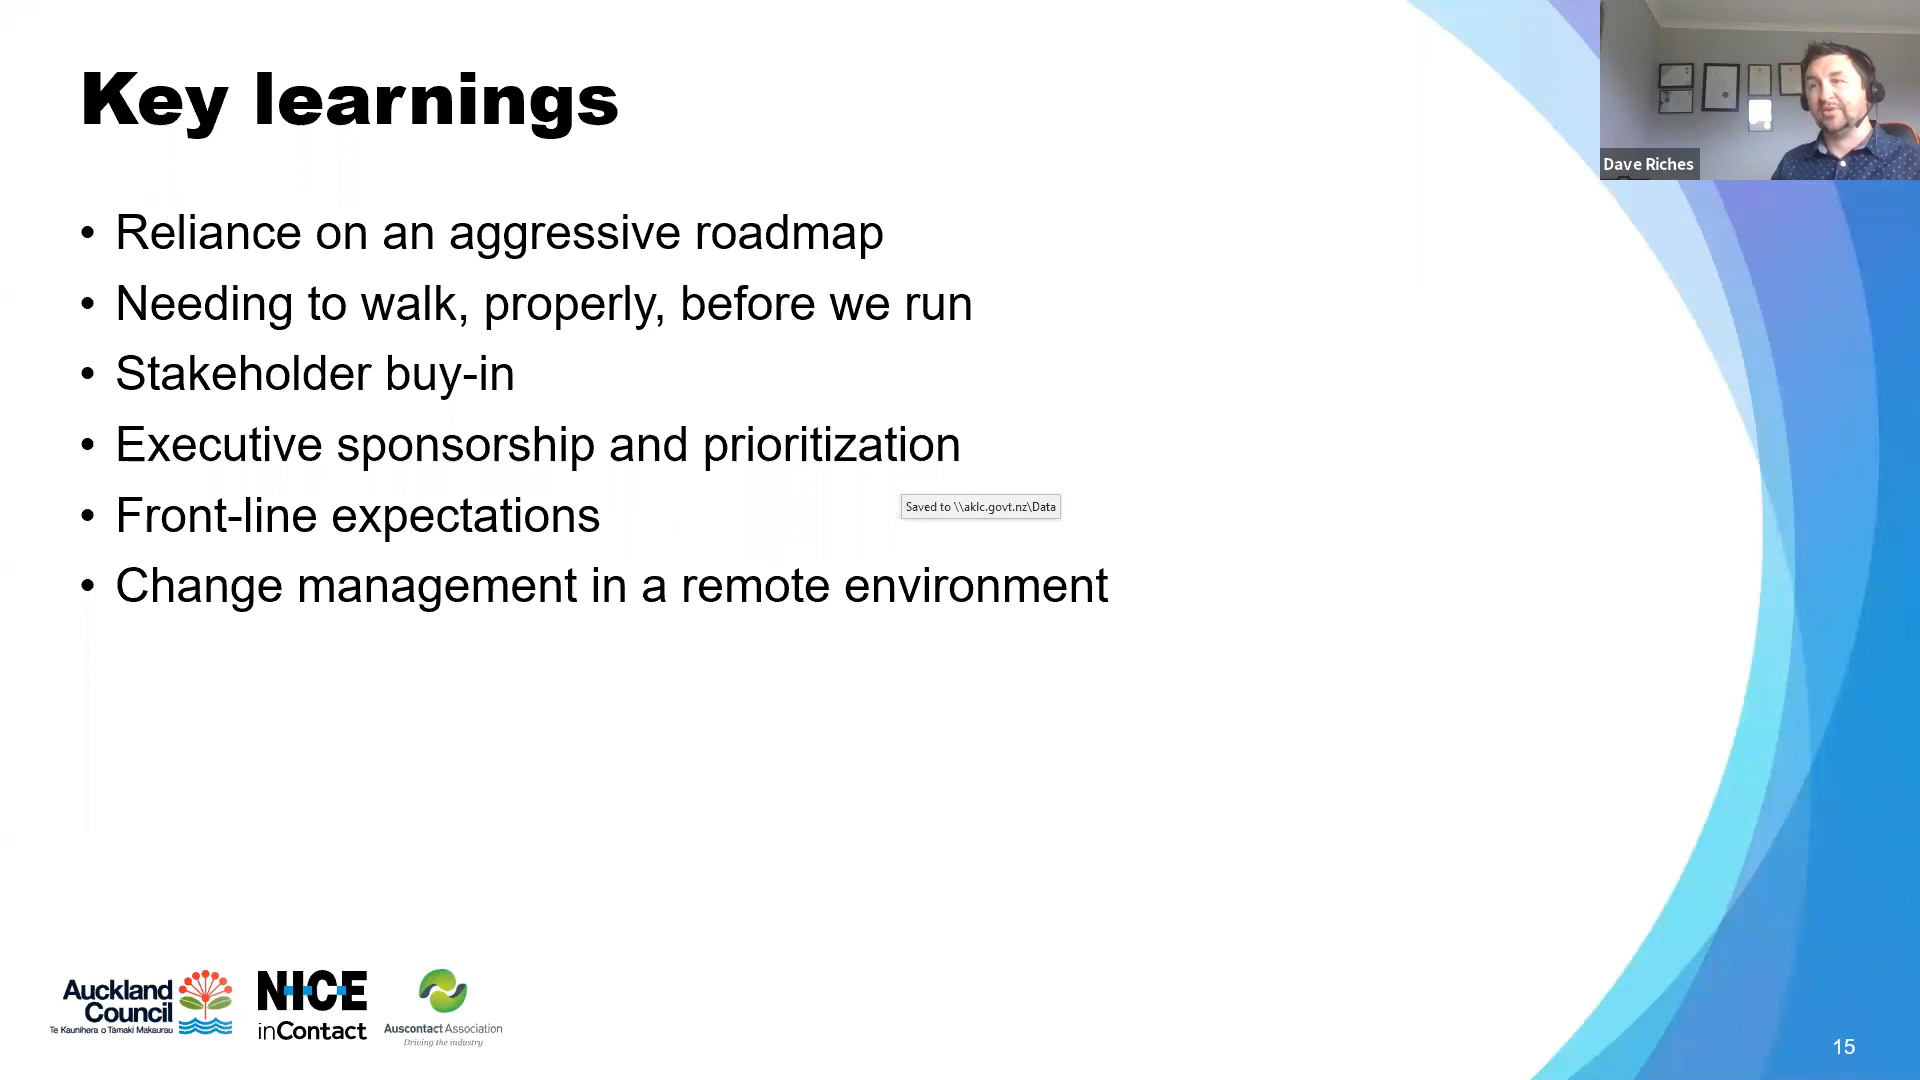 Key learnings
Dave Riches
• Reliance on an aggressive roadmap
• Needing to walk, properly, before we run
• Stakeholder buy-in
• Executive sponsorship and prioritization
Saved to \\aklc.govt.nz\Data
• Front-line expectations
• Change management in a remote environment
Auckland
Council
Te Kaunihera o Tāmaki Makaurau
NICE
inContact
Auscontact Association
Driving the industry
15